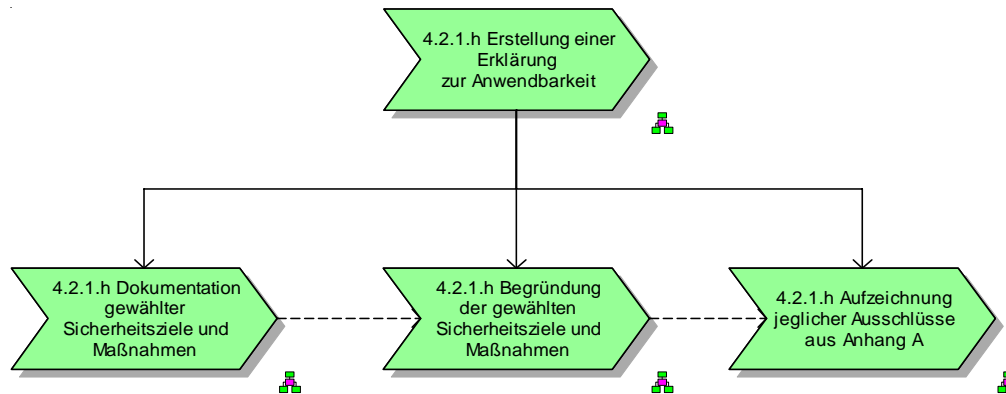 4.2.1.h Erstellung einer
Erklärung
zur Anwendbarkeit
4.2.1.h Dokumentation
gewählter
Sicherheitsziele und
Maßnahmen
4.2.1.h Begründung
der gewählten
Sicherheitsziele und
Maßnahmen
4.2.1.h Aufzeichnung
jeglicher Ausschlüsse
aus Anhang A